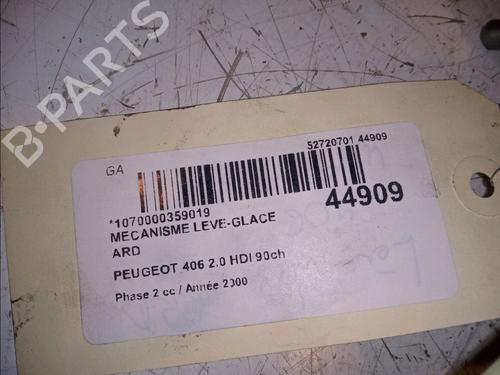 B-PARTS
GA
52720701 44909
*1070000359019
44909
MECANISME LEVE-GLACE
ARD
PEUGEOT 406 2.0 HDI 90ch
Phase 2 cc / Année 2000